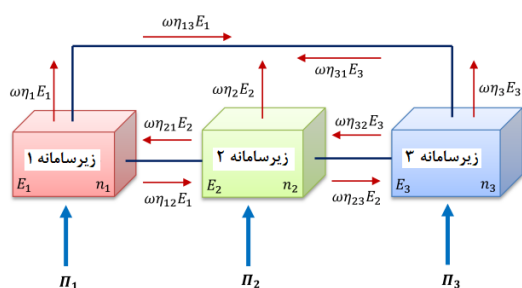 ωη₁₃E₁
ωη₃₁E₃
ωη₁E₁
ωη₂E₂
ωη₃E₃
ωη₂₁E₂
ωη₃₂E₃
زیرسامانه ۱
زیرسامانه ۲
زیرسامانه ۳
E₁ n₁
E₂ n₂
E₃ n₃
ωη₁₂E₁
ωη₂₃E₂
Π₁
Π₂
Π₃